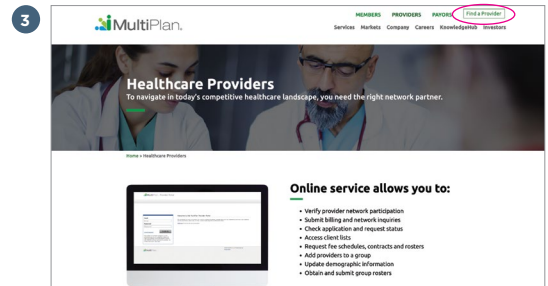 3
MultiPlan.
MEMBERS PROVIDERS PAYORS Find a Provider
Services Markets Company Careers KnowledgeHub Investors
Healthcare Providers
To navigate in today's competitive healthcare landscape, you need the right network partner.
Home » Healthcare Providers
Online service allows you to:
• Verify provider network participation
• Submit billing and network inquiries
• Check application and request status
• Access client lists
• Request fee schedules, contracts and rosters
• Add providers to a group
• Update demographic information
• Obtain and submit group rosters